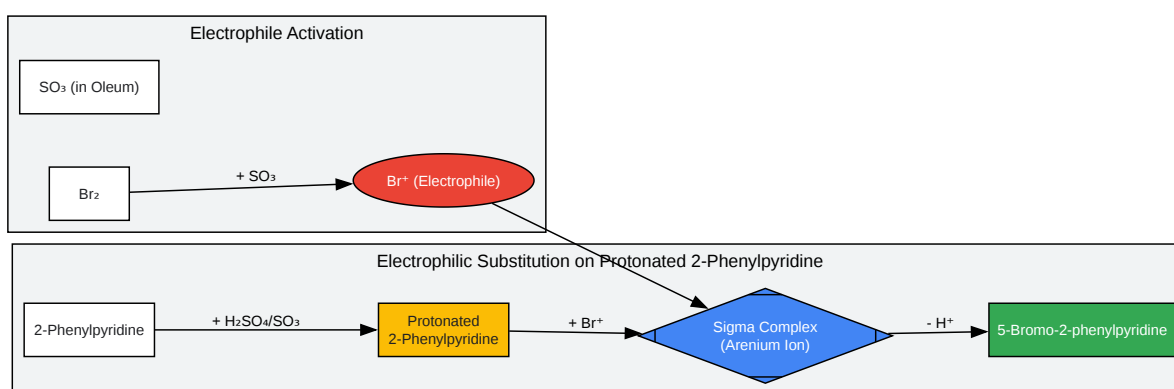 Electrophile Activation
SO₃ (in Oleum)
Br₂
+ SO₃
Br⁺ (Electrophile)
Electrophilic Substitution on Protonated 2-Phenylpyridine
2-Phenylpyridine
+ H₂SO₄/SO₃
Protonated
2-Phenylpyridine
+ Br⁺
Sigma Complex
(Arenium Ion)
- H⁺
5-Bromo-2-phenylpyridine